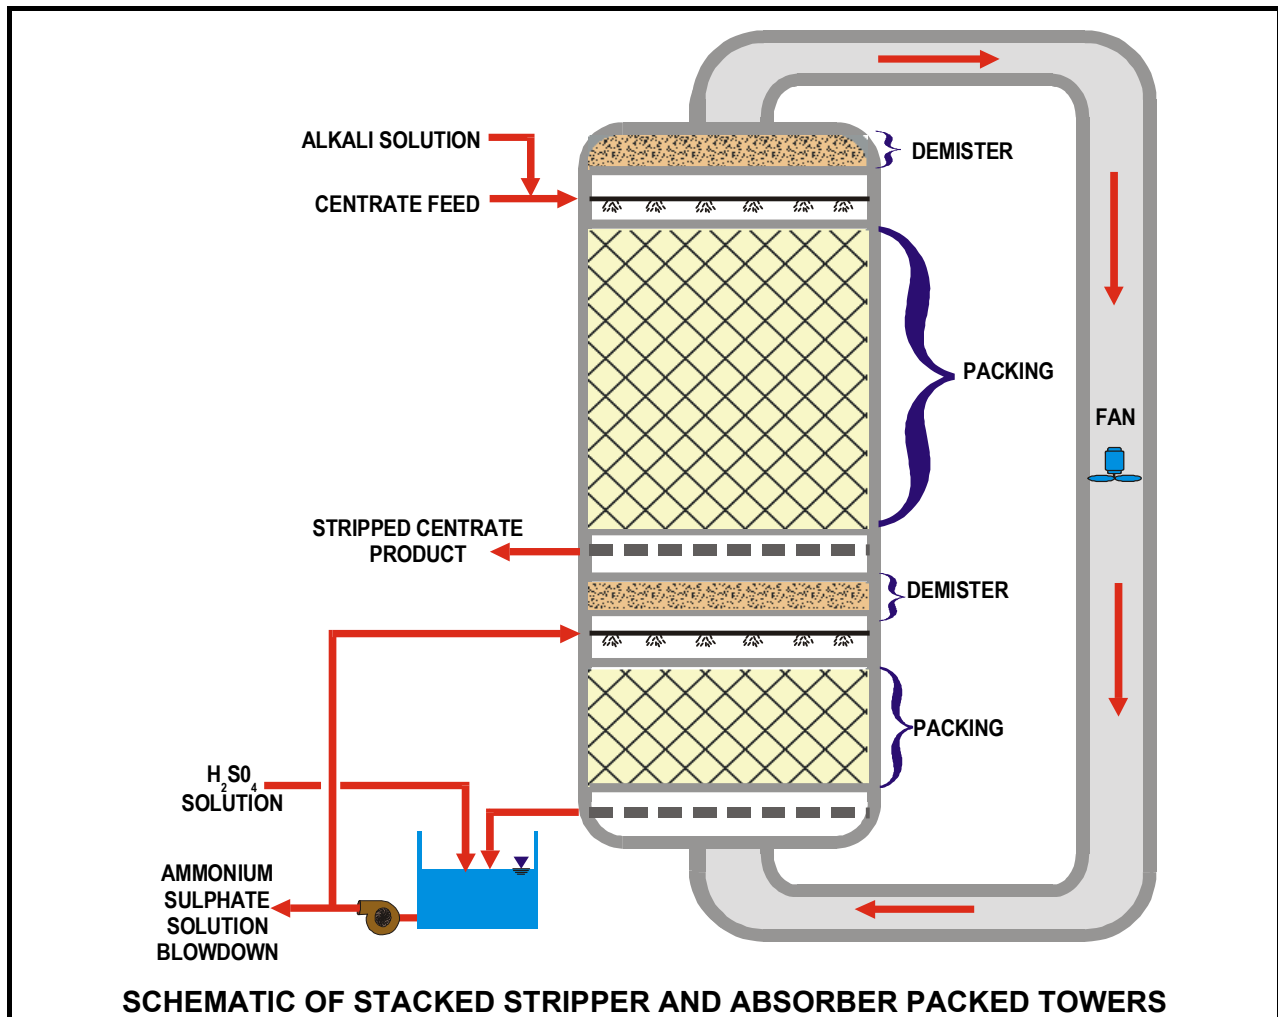 ALKALI SOLUTION
DEMISTER
CENTRATE FEED
PACKING
FAN
STRIPPED CENTRATE
PRODUCT
DEMISTER
PACKING
H2S04
SOLUTION
AMMONIUM
SULPHATE
SOLUTION
BLOWDOWN
SCHEMATIC OF STACKED STRIPPER AND ABSORBER PACKED TOWERS